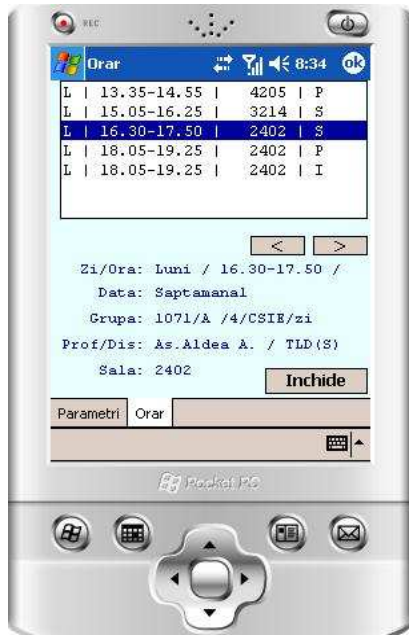 REC
Orar 8:34 ok
L | 13.35-14.55 | 4205 | P
L | 15.05-16.25 | 3214 | S
L | 16.30-17.50 | 2402 | S
L | 18.05-19.25 | 2402 | P
L | 18.05-19.25 | 2402 | I
< >
Zi/Ora: Luni / 16.30-17.50 /
Data: Saptamanal
Grupa: 1071/A /4/CSIE/zi
Prof/Dis: As.Aldea A. / TLD(S)
Sala: 2402
Inchide
Parametri Orar
Pocket PC